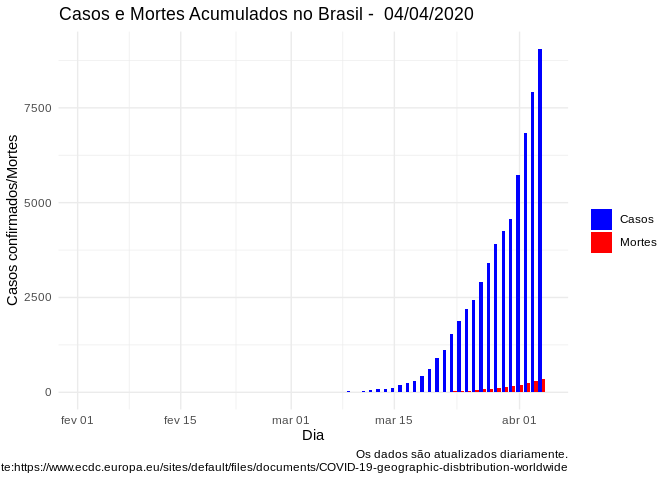 Casos e Mortes Acumulados no Brasil - 04/04/2020
Casos confirmados/Mortes
7500
5000
2500
0
fev 01
fev 15
mar 01
mar 15
abr 01
Dia
Casos
Mortes
Os dados são atualizados diariamente.
te:https://www.ecdc.europa.eu/sites/default/files/documents/COVID-19-geographic-disbtribution-worldwide